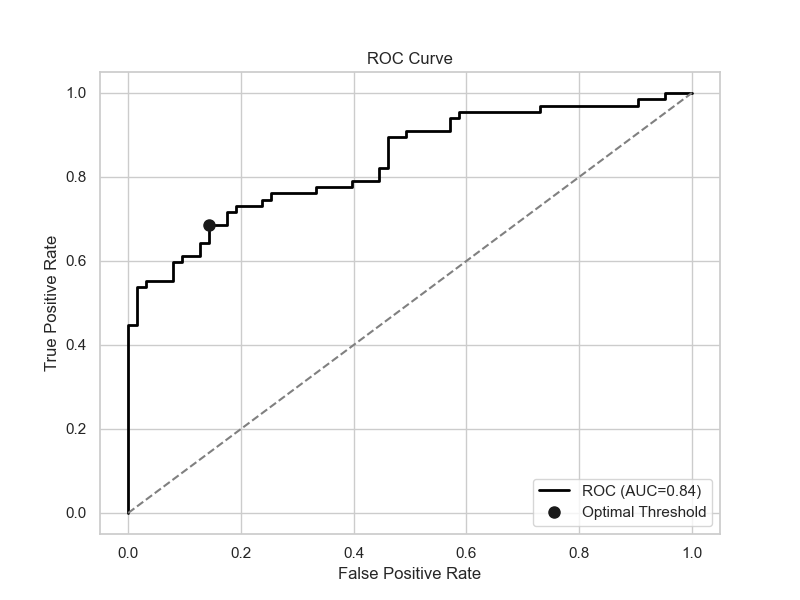 ROC Curve
1.0
0.8
0.6
0.4
0.2
0.0
True Positive Rate
0.0 0.2 0.4 0.6 0.8 1.0
False Positive Rate
ROC (AUC=0.84)
Optimal Threshold